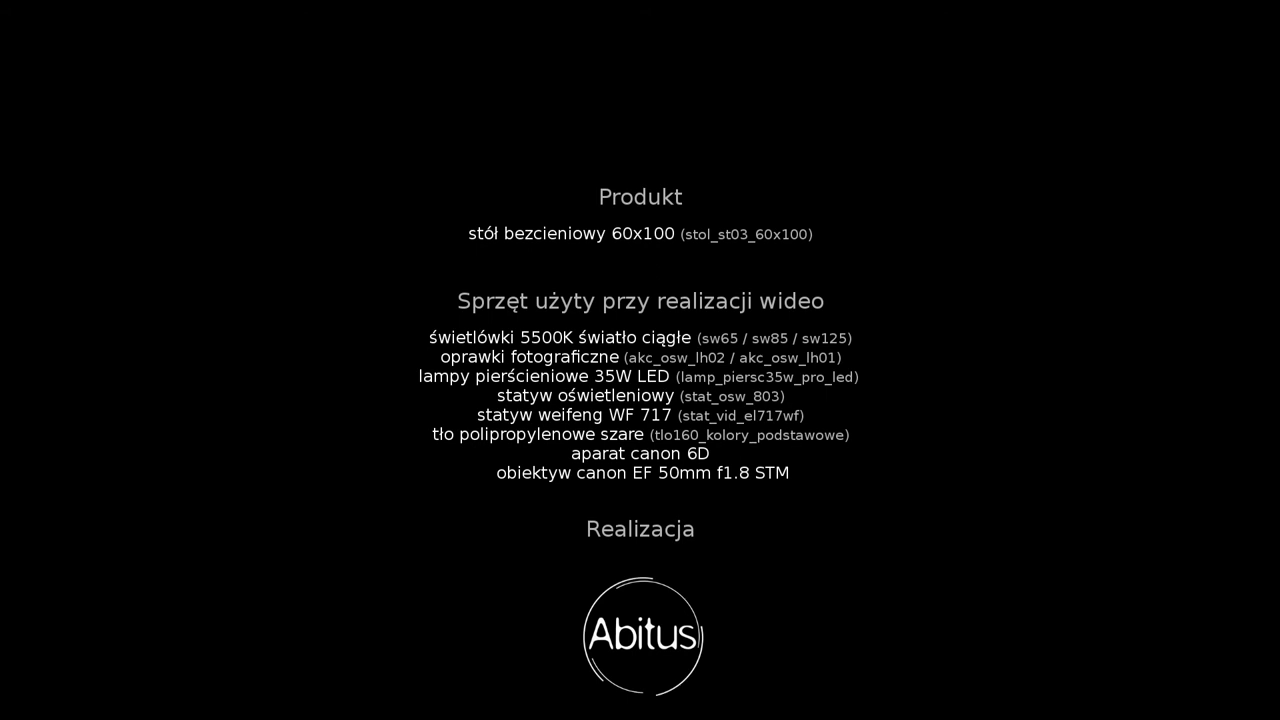 Produkt
stół bezcieniowy 60x100 (stol_st03_60x100)
Sprzęt użyty przy realizacji wideo
świetlówki 5500K światło ciągłe (sw65 / sw85 / sw125)
oprawki fotograficzne (akc_osw_lh02 / akc_osw_lh01)
lampy pierścieniowe 35W LED (lamp_piersc35w_pro_led)
statyw oświetleniowy (stat_osw_803)
statyw weifeng WF 717 (stat_vid_el717wf)
tło polipropylenowe szare (tlo160_kolory_podstawowe)
aparat canon 6D
obiektyw canon EF 50mm f1.8 STM
Realizacja
Abitus